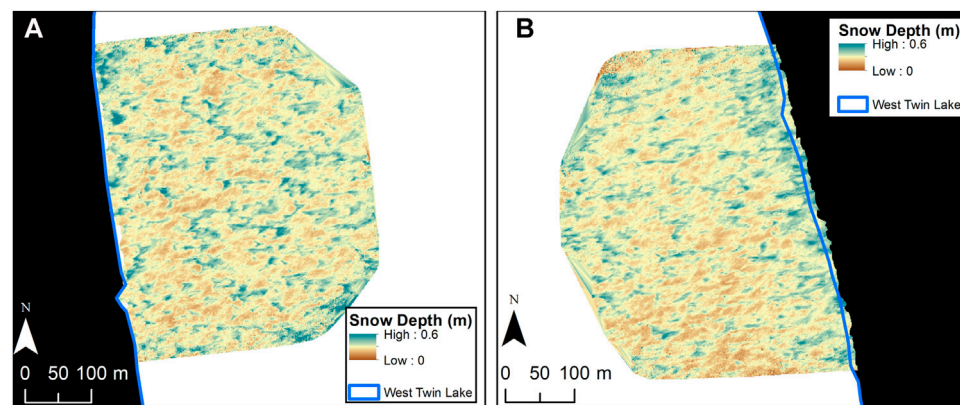 A
N
0 50 100 m
Snow Depth (m)
High : 0.6
Low : 0
West Twin Lake
B
Snow Depth (m)
High : 0.6
Low : 0
West Twin Lake
N
0 50 100 m